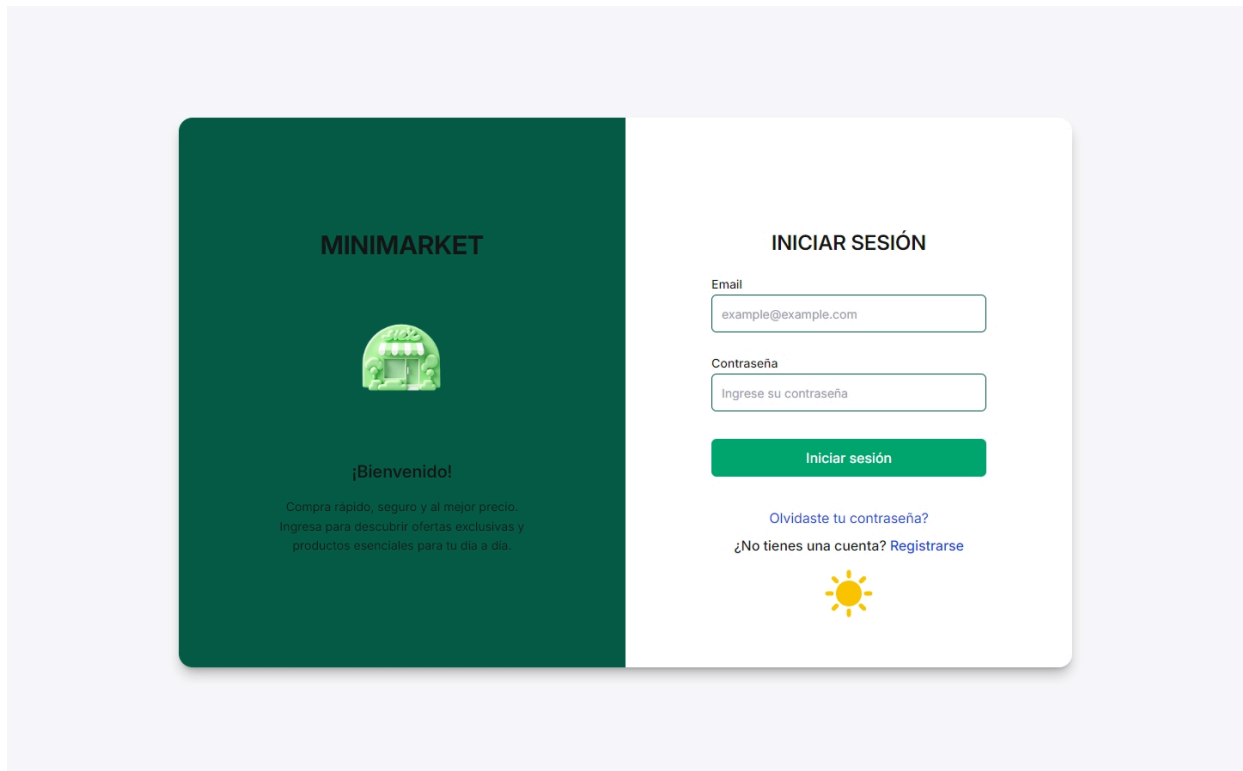 MINIMARKET
¡Bienvenido!
Compra rápido, seguro y al mejor precio.
Ingresa para descubrir ofertas exclusivas y
productos esenciales para tu día a día.
INICIAR SESIÓN
Email
example@example.com
Contraseña
Ingrese su contraseña
Iniciar sesión
Olvidaste tu contraseña?
¿No tienes una cuenta? Registrarse